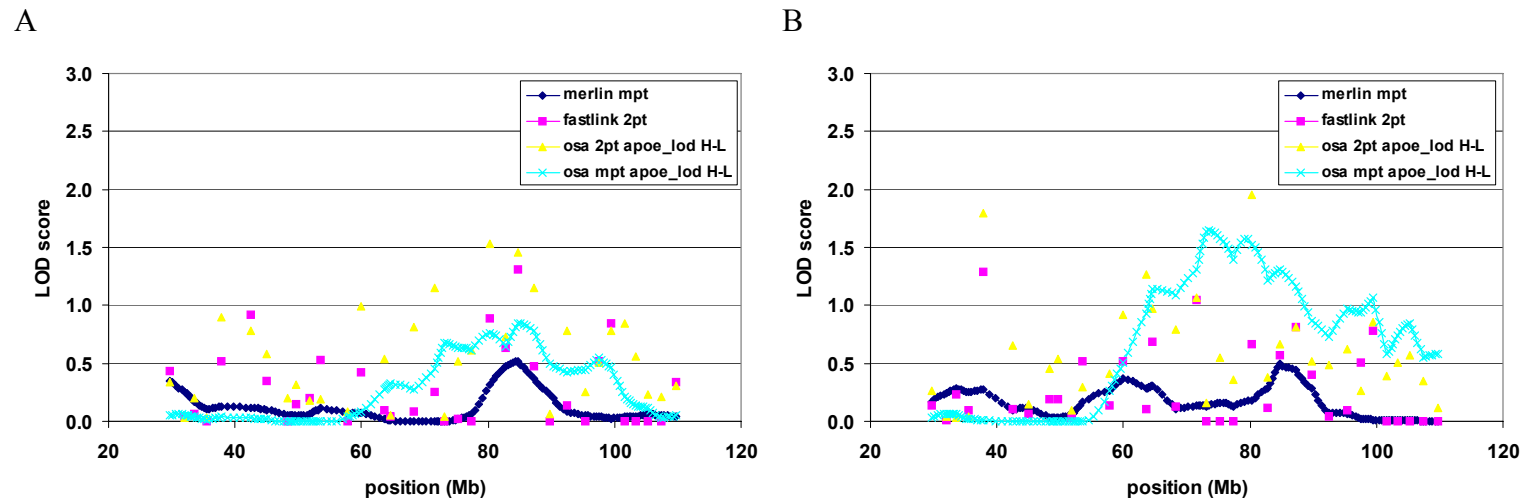 A
B
3.0
2.5
2.0
1.5
1.0
0.5
0.0
LOD score
20 40 60 80 100 120
position (Mb)
merlin mpt
fastlink 2pt
osa 2pt apoe_lod H-L
osa mpt apoe_lod H-L
3.0
2.5
2.0
1.5
1.0
0.5
0.0
LOD score
20 40 60 80 100 120
position (Mb)
merlin mpt
fastlink 2pt
osa 2pt apoe_lod H-L
osa mpt apoe_lod H-L